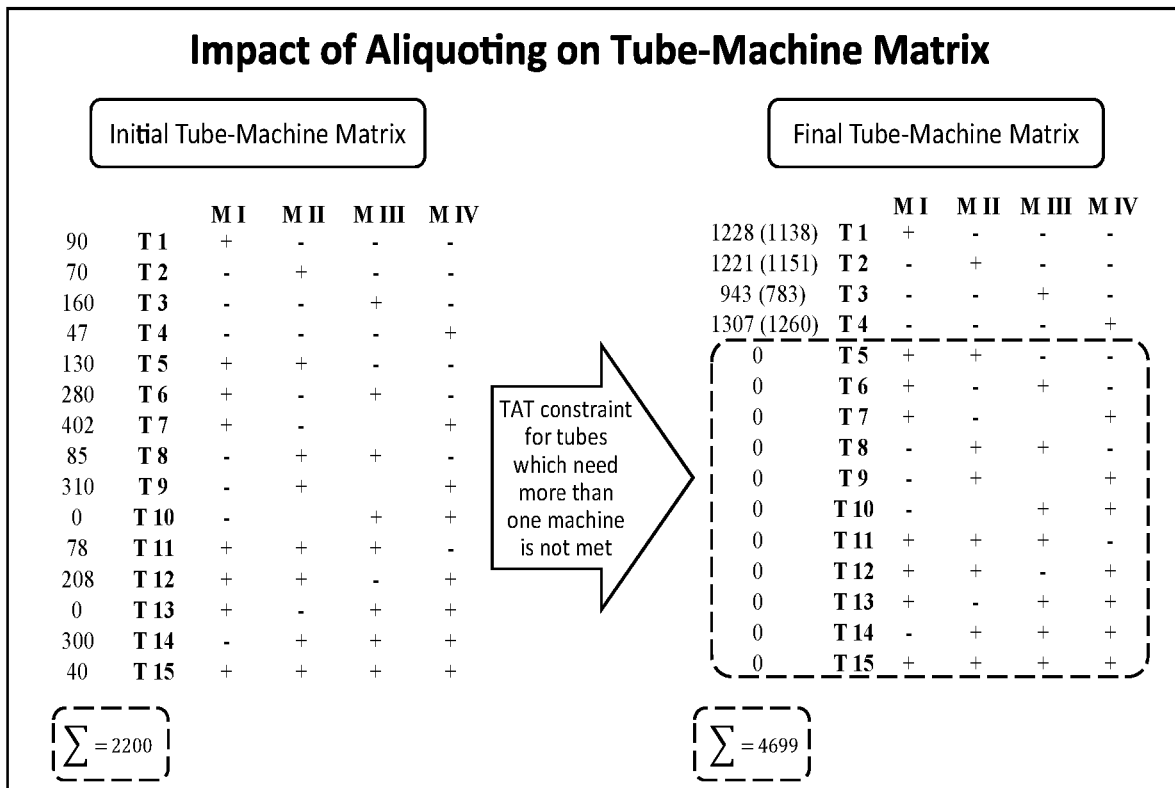 Impact of Aliquoting on Tube-Machine Matrix
Initial Tube-Machine Matrix
M I M II M III M IV
90 T 1 + - - -
70 T 2 - + - -
160 T 3 - - + -
47 T 4 - - - +
130 T 5 + + - -
280 T 6 + - + -
402 T 7 + - +
85 T 8 - + + -
310 T 9 - + +
0 T 10 - + +
78 T 11 + + + -
208 T 12 + + - +
0 T 13 + - + +
300 T 14 - + + +
40 T 15 + + + +
∑ = 2200
TAT constraint
for tubes
which need
more than
one machine
is not met
Final Tube-Machine Matrix
M I M II M III M IV
1228 (1138) T 1 + - - -
1221 (1151) T 2 - + - -
943 (783) T 3 - - + -
1307 (1260) T 4 - - - +
0 T 5 + + - -
0 T 6 + - + -
0 T 7 + - +
0 T 8 - + + -
0 T 9 - + +
0 T 10 - + +
0 T 11 + + + -
0 T 12 + + - +
0 T 13 + - + +
0 T 14 - + + +
0 T 15 + + + +
∑ = 4699